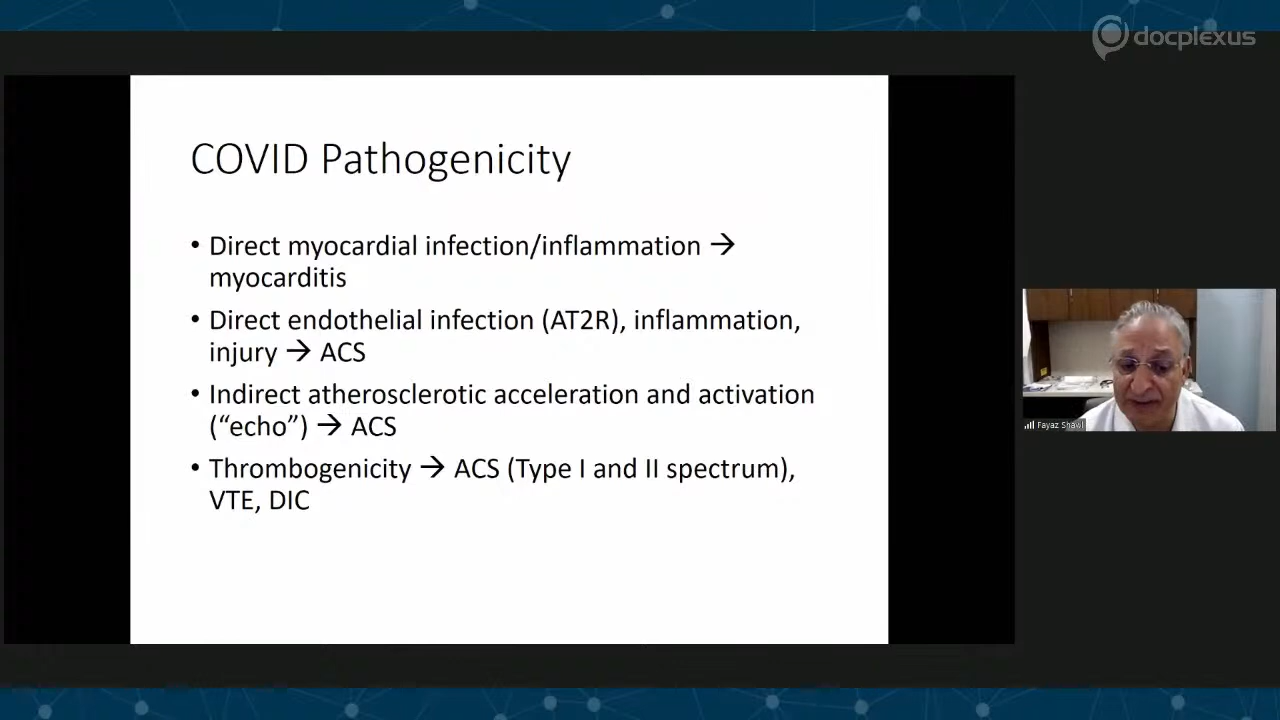 docplexus
COVID Pathogenicity
• Direct myocardial infection/inflammation →
myocarditis
• Direct endothelial infection (AT2R), inflammation,
injury → ACS
• Indirect atherosclerotic acceleration and activation
(“echo”) → ACS
• Thrombogenicity → ACS (Type I and II spectrum),
VTE, DIC
Fayaz Shawl